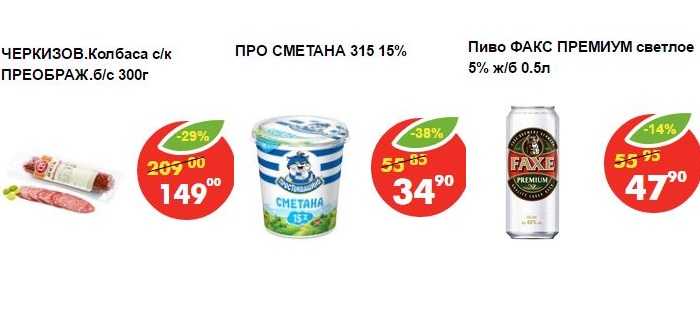 ЧЕРКИЗОВ.Колбаса с/к
ПРЕОБРАЖ.б/с 300г
-29%
209 00
149 00
ПРО СМЕТАНА 315 15%
-38%
55 85
34 90
ПРОСТОКВАШИНО
СМЕТАНА
15%
Пиво ФАКС ПРЕМИУМ светлое
5% ж/б 0.5л
-14%
55 95
47 90
FAXE
PREMIUM